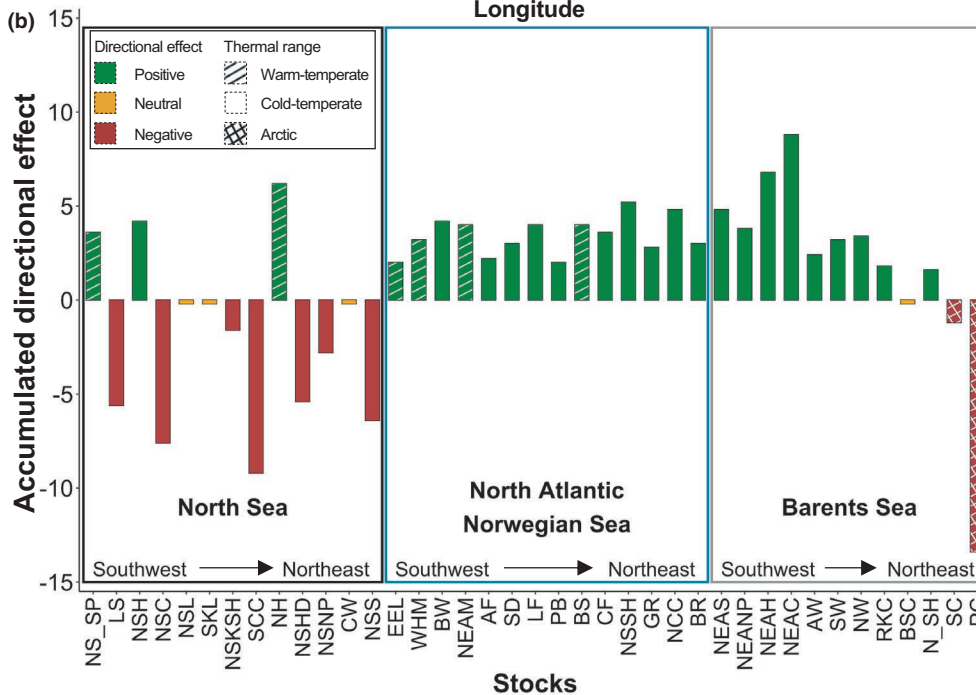 Longitude
(b)
Accumulated directional effect
15
10
5
0
-5
-10
-15
Directional effect
Positive
Neutral
Negative
Thermal range
Warm-temperate
Cold-temperate
Arctic
North Sea
Southwest
Northeast
North Atlantic
Norwegian Sea
Southwest
Northeast
Barents Sea
Southwest
Northeast
NS_SP
LS
NSH
NSC
NSL
SKL
NSKSH
SCC
NH
NSHD
NSNP
CW
NSS
EEL
WHM
BW
NEAM
AF
SD
LF
PB
BS
CF
NSSH
GR
NCC
BR
NEAS
NEANP
NEAH
NEAC
AW
SW
NW
RKC
BSC
N_SH
SC
Stocks